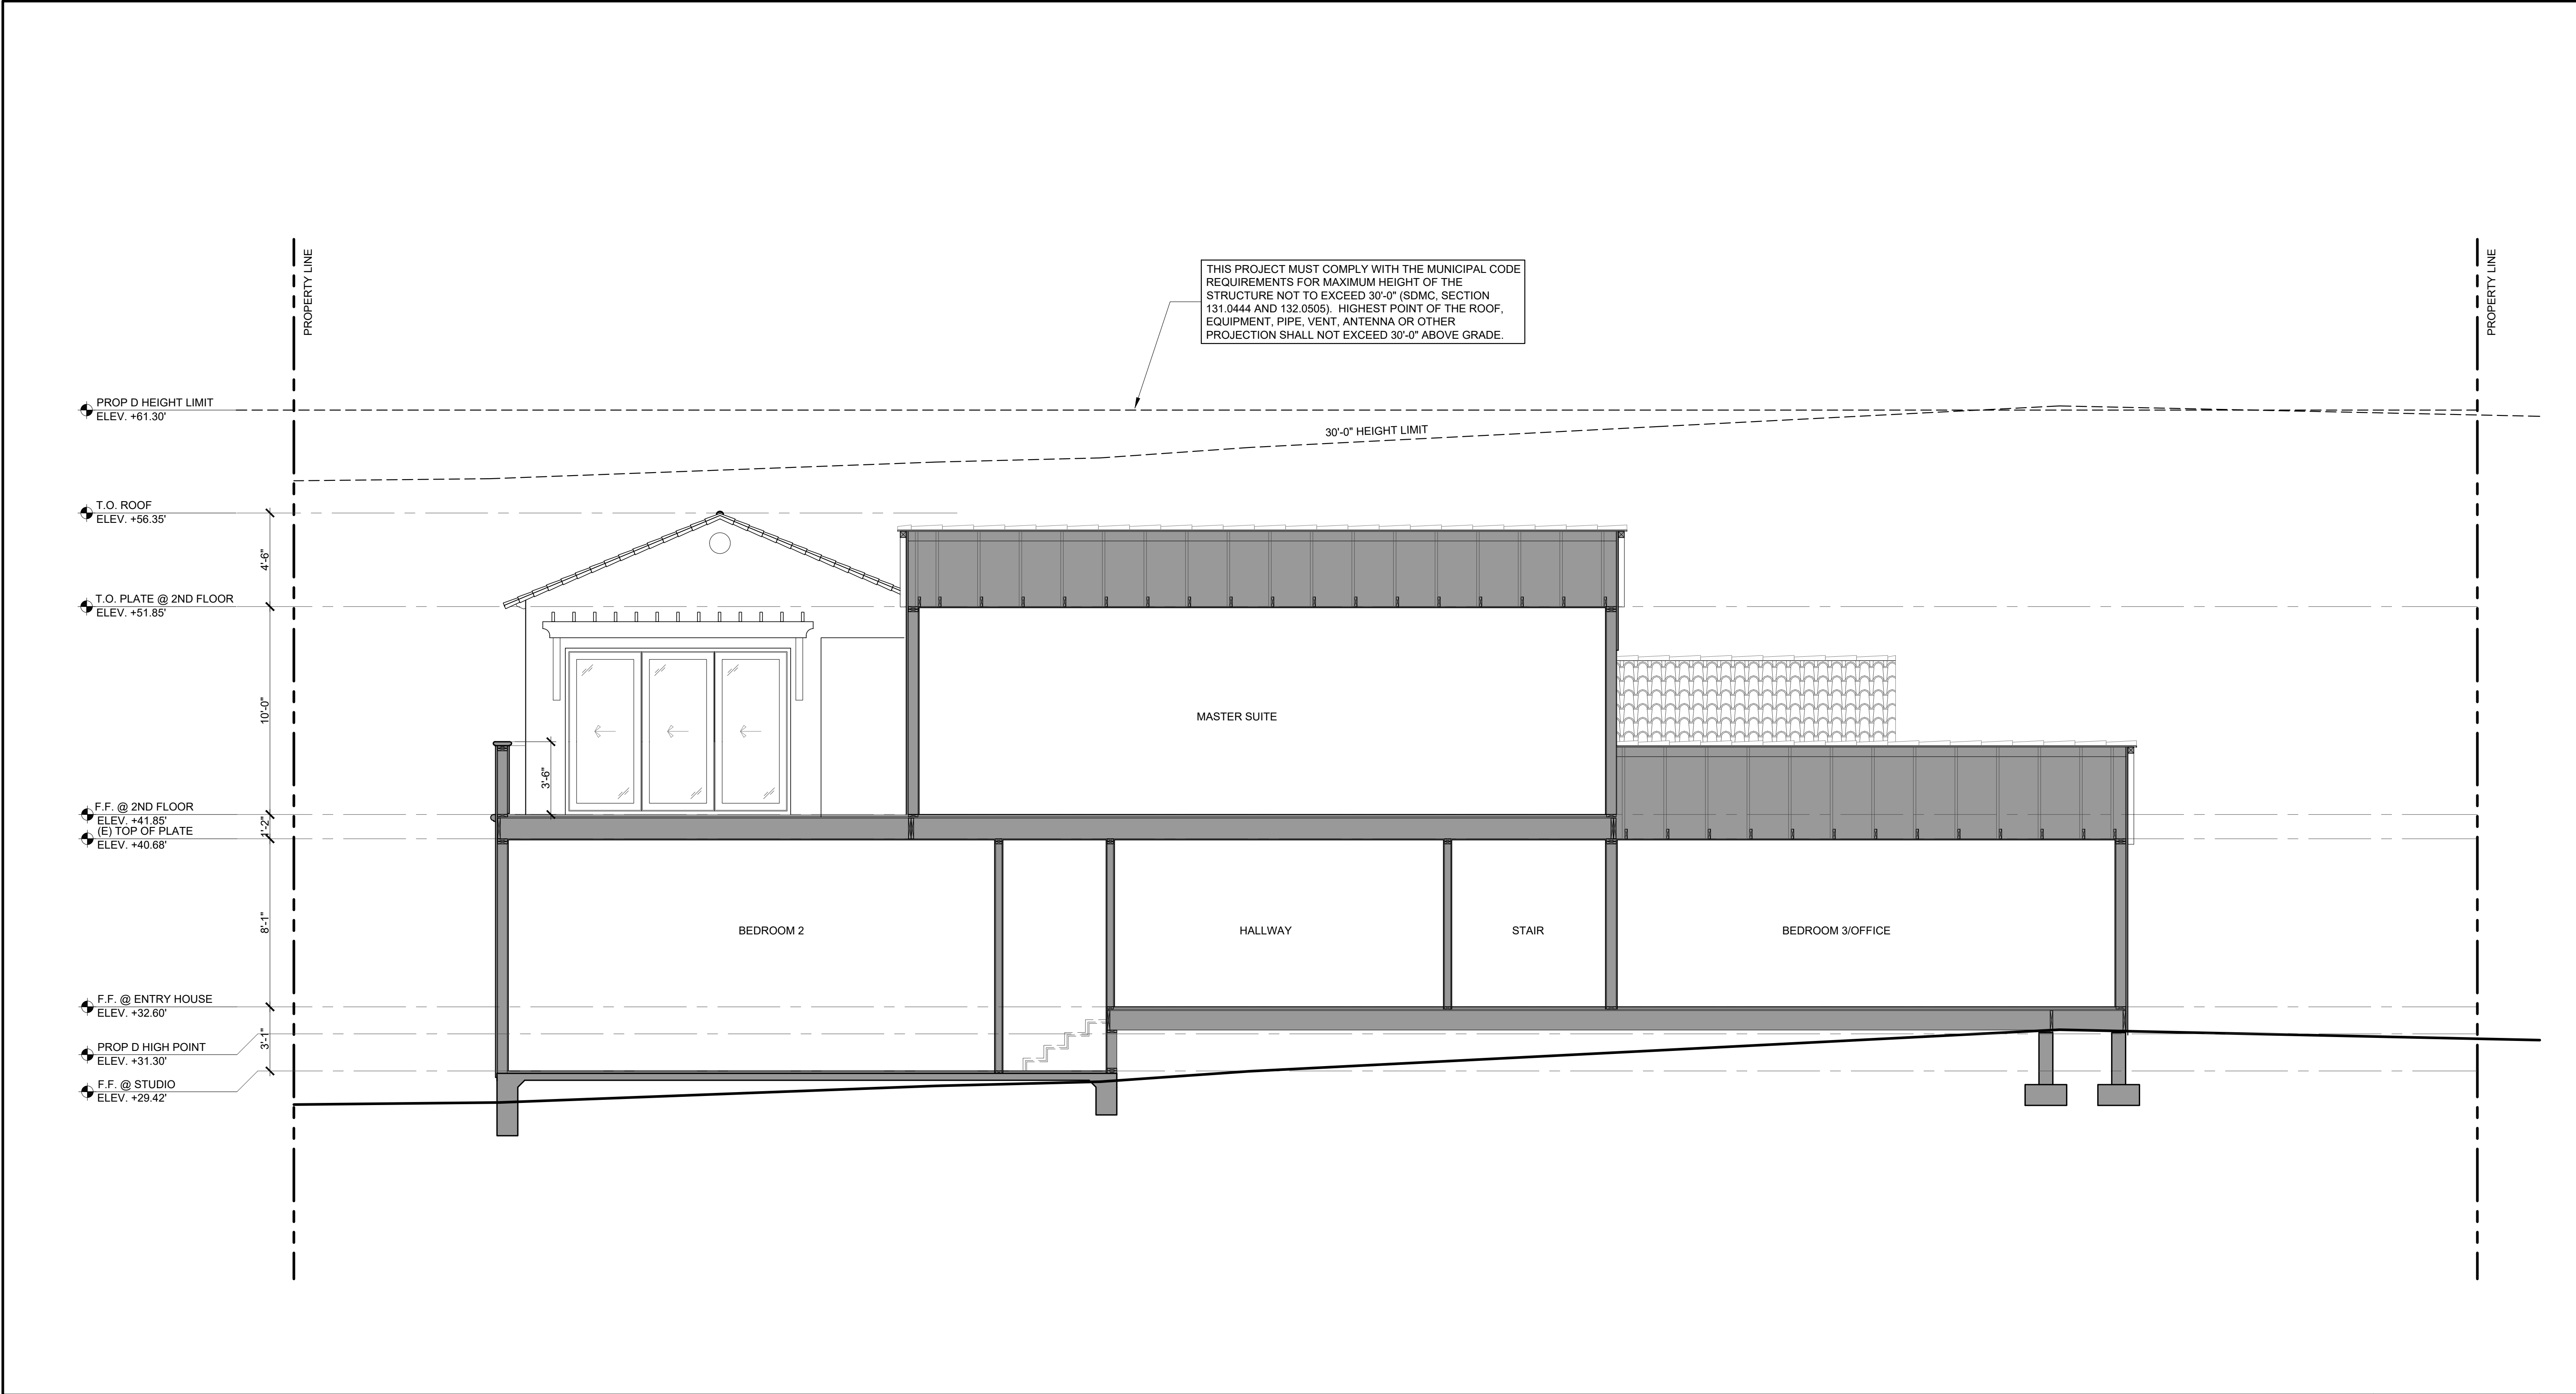 PROPERTY LINE
PROPERTY LINE
THIS PROJECT MUST COMPLY WITH THE MUNICIPAL CODE
REQUIREMENTS FOR MAXIMUM HEIGHT OF THE
STRUCTURE NOT TO EXCEED 30'-0" (SDMC, SECTION
131.0444 AND 132.0505). HIGHEST POINT OF THE ROOF,
EQUIPMENT, PIPE, VENT, ANTENNA OR OTHER
PROJECTION SHALL NOT EXCEED 30'-0" ABOVE GRADE.
PROP D HEIGHT LIMIT
ELEV. +61.30'
30'-0" HEIGHT LIMIT
T.O. ROOF
ELEV. +56.35'
4'-6"
T.O. PLATE @ 2ND FLOOR
ELEV. +51.85'
10'-0"
MASTER SUITE
3'-6"
F.F. @ 2ND FLOOR
ELEV. +41.85'
1'-2"
(E) TOP OF PLATE
ELEV. +40.68'
8'-1"
BEDROOM 2
HALLWAY
STAIR
BEDROOM 3/OFFICE
F.F. @ ENTRY HOUSE
ELEV. +32.60'
3'-1"
PROP D HIGH POINT
ELEV. +31.30'
F.F. @ STUDIO
ELEV. +29.42'